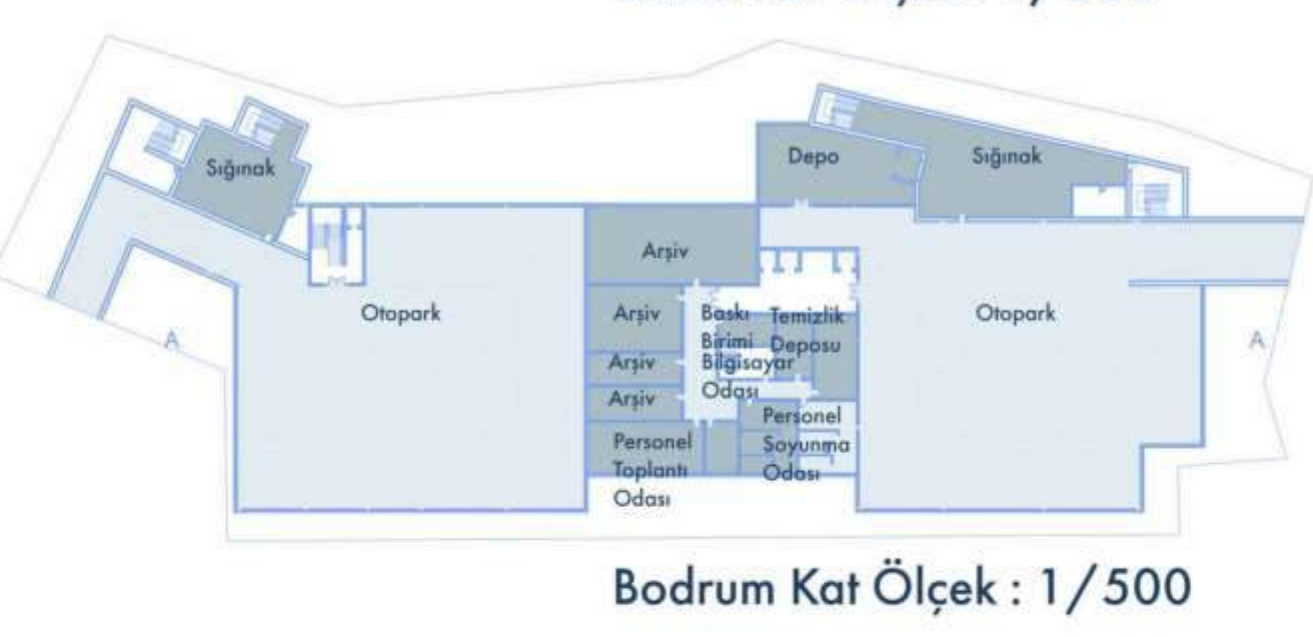 Sığınak
Depo
Sığınak
Arşiv
Otopark
Arşiv
Baskı
Birimi
Bilgisayar
Odası
Temizlik
Deposu
Otopark
A
A
Arşiv
Arşiv
Personel
Toplantı
Odası
Personel
Soyunma
Odası
Bodrum Kat Ölçek : 1/500